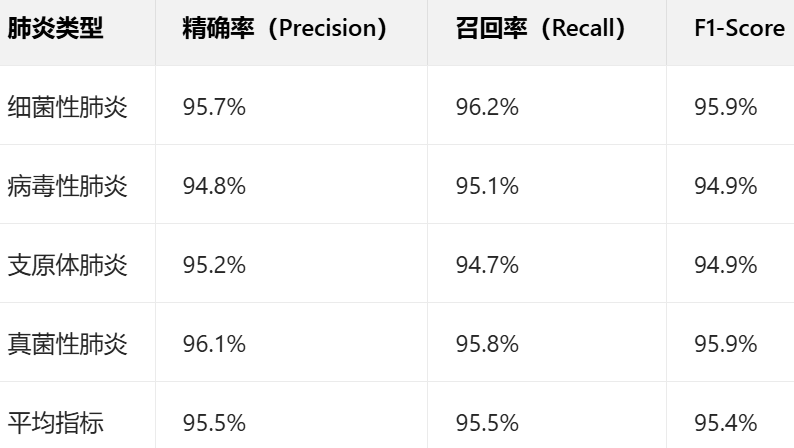 肺炎类型 精确率（Precision） 召回率（Recall） F1-Score
细菌性肺炎 95.7% 96.2% 95.9%
病毒性肺炎 94.8% 95.1% 94.9%
支原体肺炎 95.2% 94.7% 94.9%
真菌性肺炎 96.1% 95.8% 95.9%
平均指标 95.5% 95.5% 95.4%